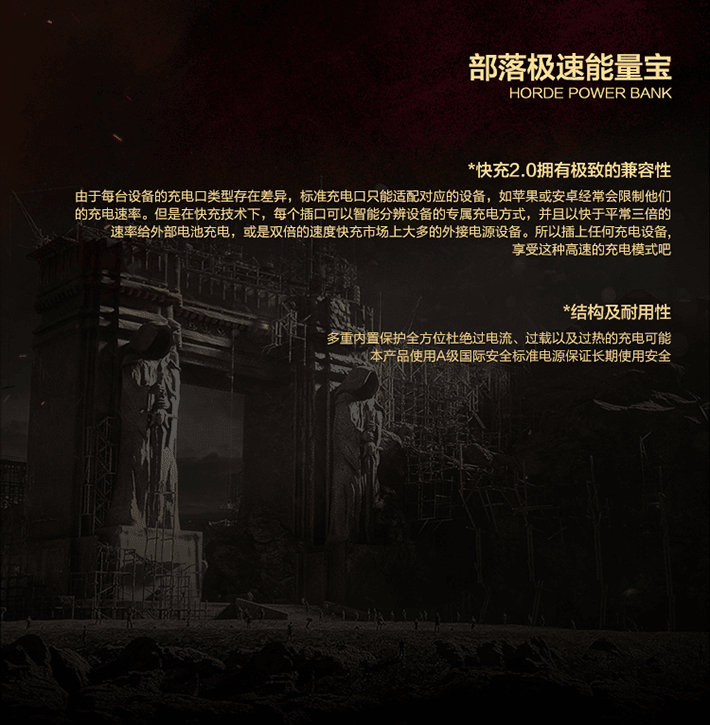 部落极速能量宝
HORDE POWER BANK
*快充2.0拥有极致的兼容性
由于每台设备的充电口类型存在差异，标准充电口只能适配对应的设备，如苹果或安卓经常会限制他们
的充电速率。但是在快充技术下，每个插口可以智能分辨设备的专属充电方式，并且以快于平常三倍的
速率给外部电池充电，或是双倍的速度快充市场上大多的外接电源设备。所以插上任何充电设备，
享受这种高速的充电模式吧
*结构及耐用性
多重内置保护全方位杜绝过电流、过载以及过热的充电可能
本产品使用A级国际安全标准电源保证长期使用安全